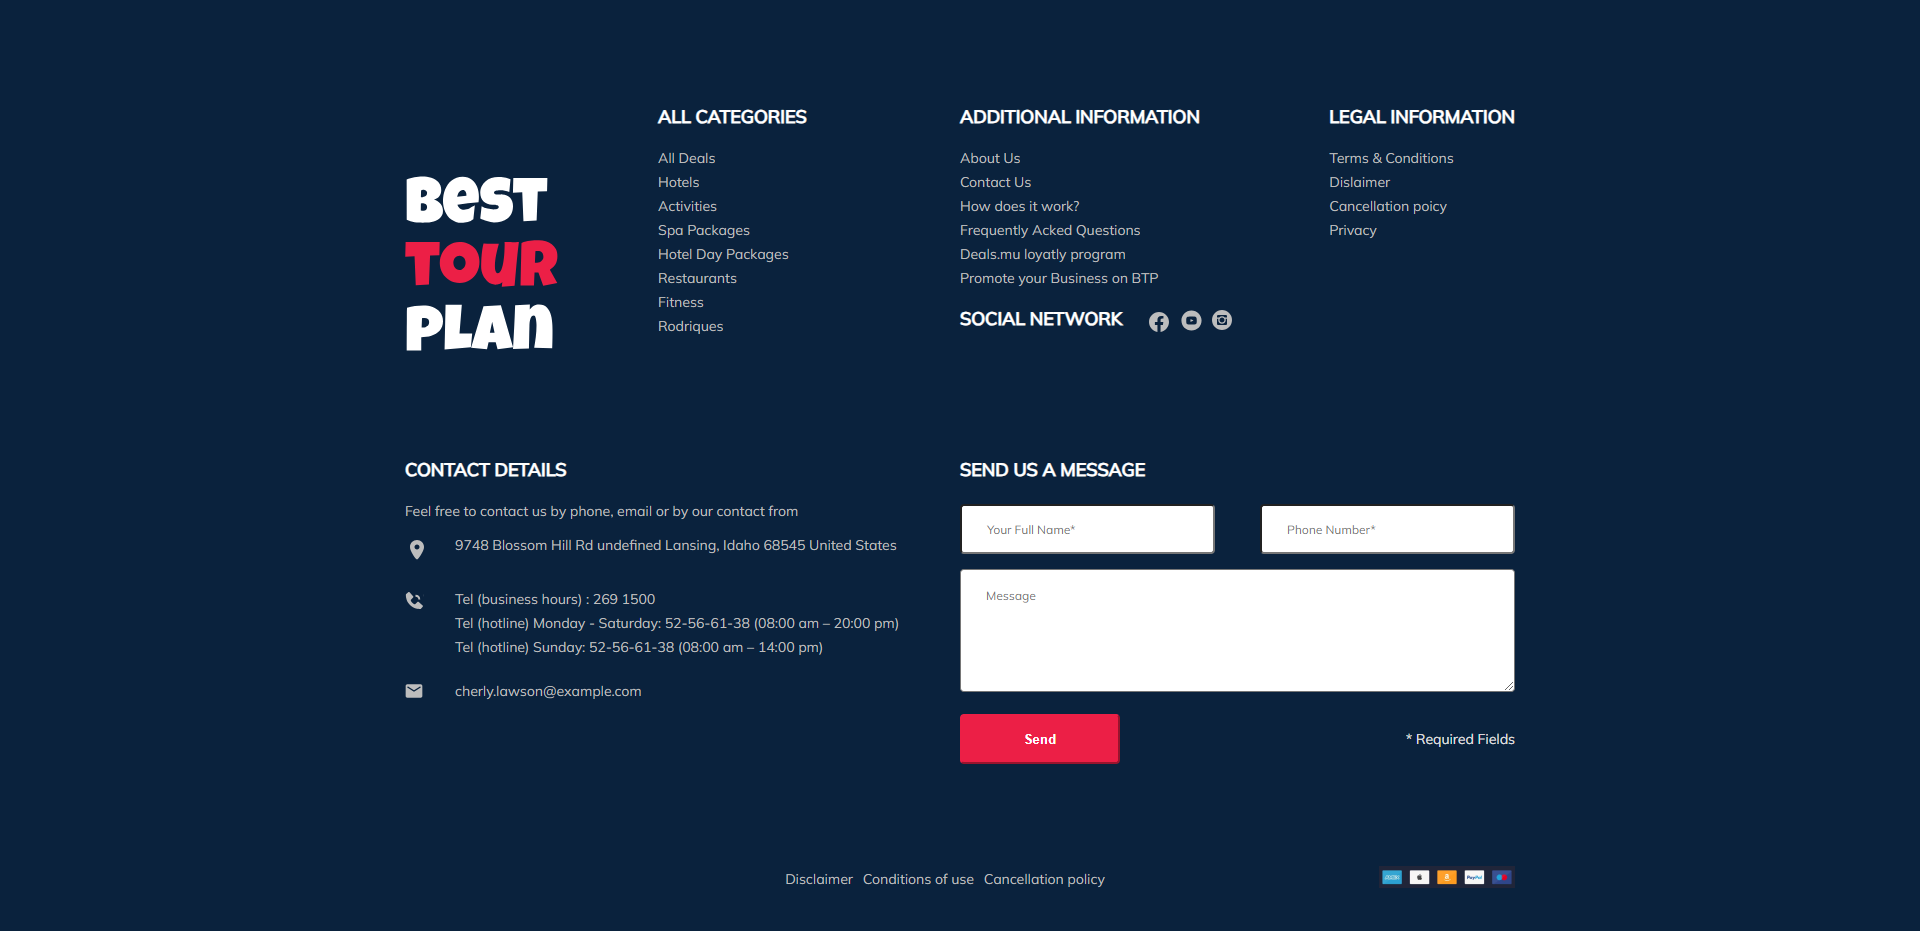 BEST
TOUR
PLAN
ALL CATEGORIES
All Deals
Hotels
Activities
Spa Packages
Hotel Day Packages
Restaurants
Fitness
Rodriques
ADDITIONAL INFORMATION
About Us
Contact Us
How does it work?
Frequently Acked Questions
Deals.mu loyatly program
Promote your Business on BTP
SOCIAL NETWORK
LEGAL INFORMATION
Terms & Conditions
Dislaimer
Cancellation poicy
Privacy
CONTACT DETAILS
Feel free to contact us by phone, email or by our contact from
9748 Blossom Hill Rd undefined Lansing, Idaho 68545 United States
Tel (business hours) : 269 1500
Tel (hotline) Monday - Saturday: 52-56-61-38 (08:00 am – 20:00 pm)
Tel (hotline) Sunday: 52-56-61-38 (08:00 am – 14:00 pm)
cherly.lawson@example.com
SEND US A MESSAGE
Your Full Name*
Phone Number*
Message
Send
* Required Fields
Disclaimer Conditions of use Cancellation policy
PayPal